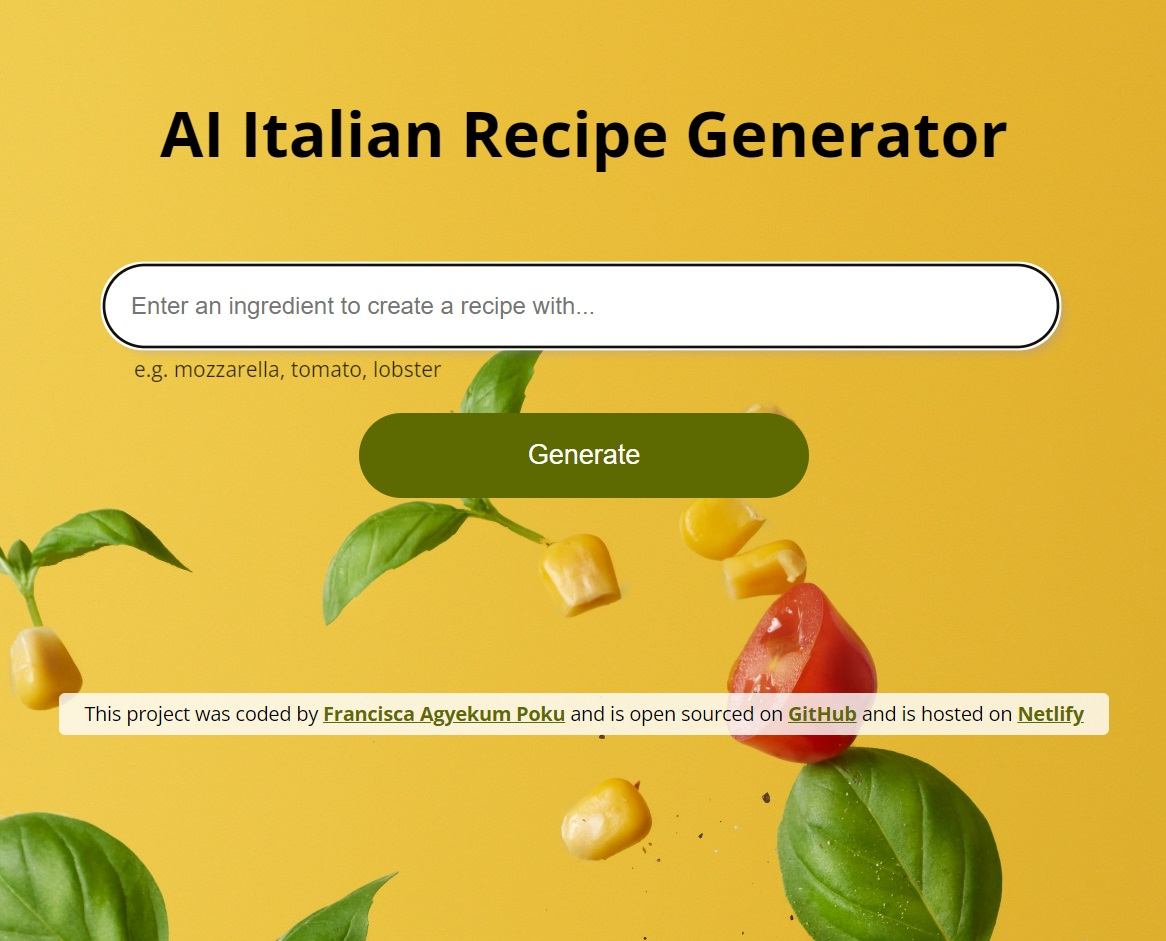 AI Italian Recipe Generator
Enter an ingredient to create a recipe with...
e.g. mozzarella, tomato, lobster
Generate
This project was coded by Francisca Agyekum Poku and is open sourced on GitHub and is hosted on Netlify